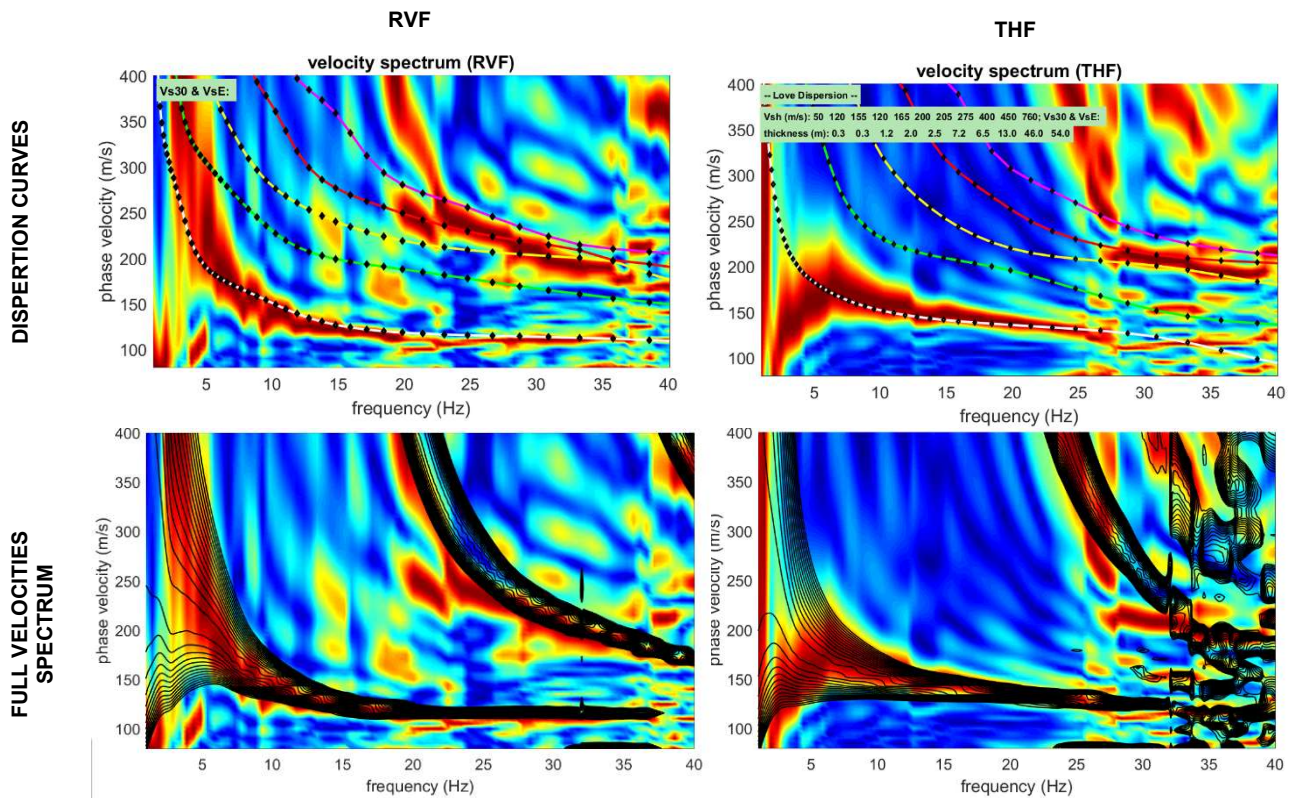 RVF
THF
DISPERTION CURVES
velocity spectrum (RVF)
Vs30 & VsE:
phase velocity (m/s)
400
350
300
250
200
150
100
5 10 15 20 25 30 35 40
frequency (Hz)
velocity spectrum (THF)
-- Love Dispersion --
Vsh (m/s): 50 120 155 120 165 200 205 275 400 450 760; Vs30 & VsE:
thickness (m): 0.3 0.3 1.2 2.0 2.5 7.2 6.5 13.0 46.0 54.0
phase velocity (m/s)
400
350
300
250
200
150
100
5 10 15 20 25 30 35 40
frequency (Hz)
FULL VELOCITIES
SPECTRUM
phase velocity (m/s)
400
350
300
250
200
150
100
5 10 15 20 25 30 35 40
frequency (Hz)
phase velocity (m/s)
400
350
300
250
200
150
100
5 10 15 20 25 30 35 40
frequency (Hz)